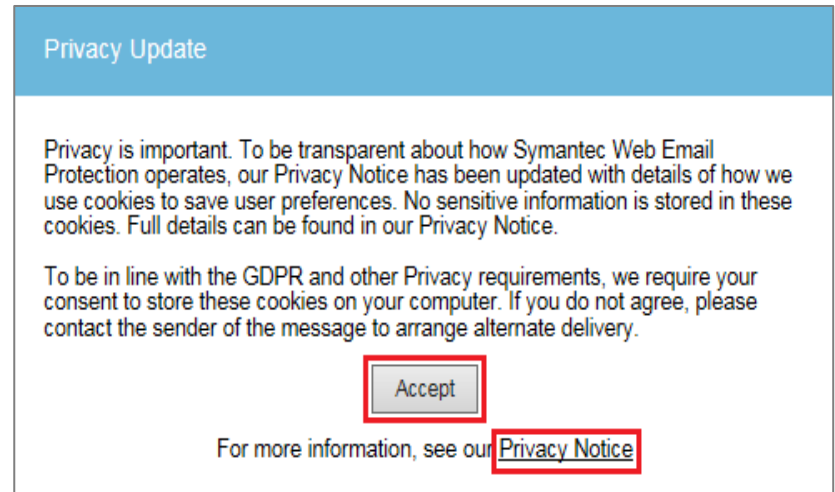 Privacy Update
Privacy is important. To be transparent about how Symantec Web Email
Protection operates, our Privacy Notice has been updated with details of how we
use cookies to save user preferences. No sensitive information is stored in these
cookies. Full details can be found in our Privacy Notice.
To be in line with the GDPR and other Privacy requirements, we require your
consent to store these cookies on your computer. If you do not agree, please
contact the sender of the message to arrange alternate delivery.
Accept
For more information, see our Privacy Notice